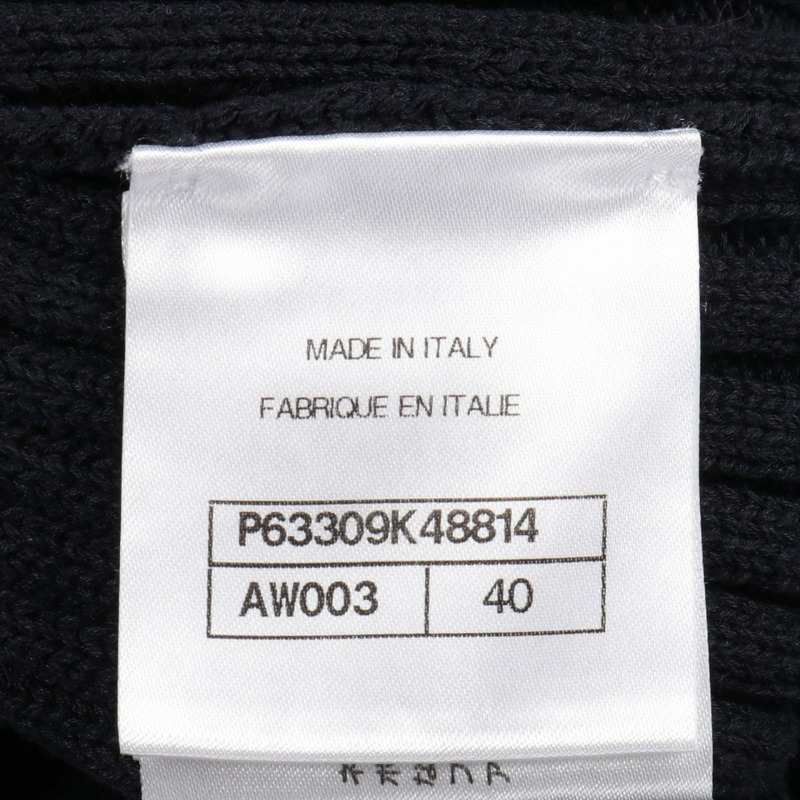 MADE IN ITALY
FABRIQUE EN ITALIE
P63309K48814
AW003 40